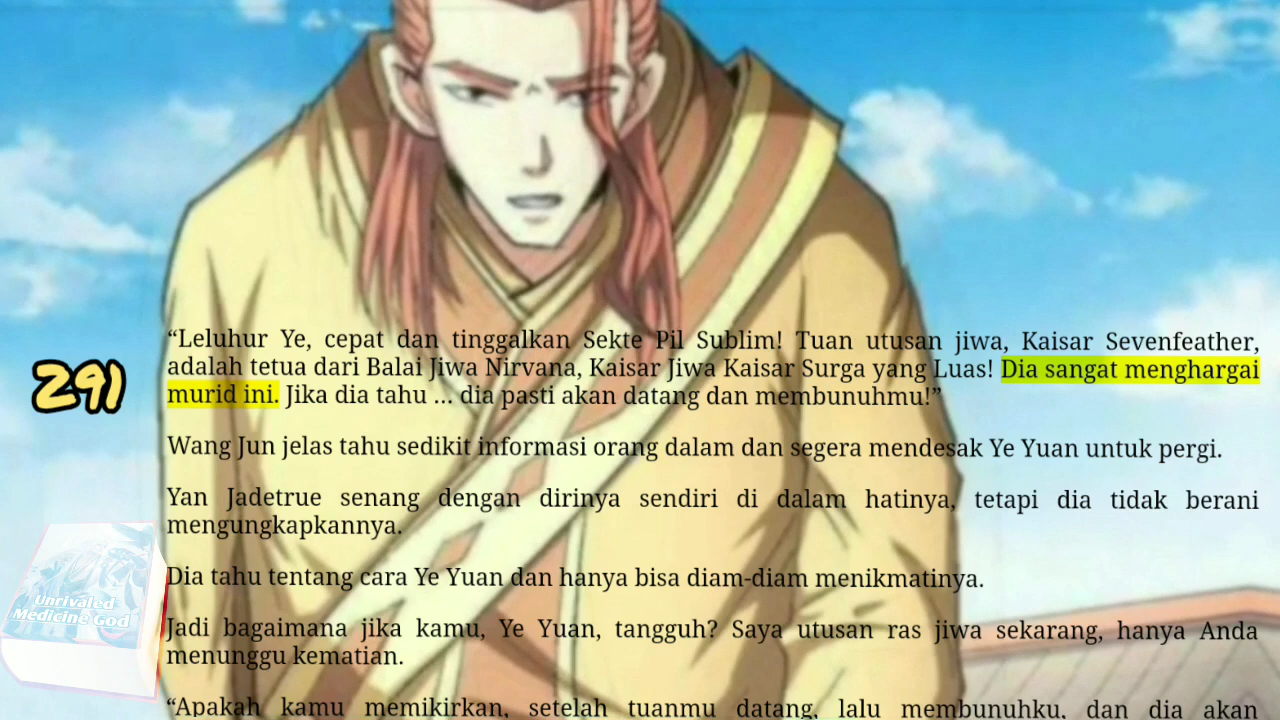 “Leluhur Ye, cepat dan tinggalkan Sekte Pil Sublim! Tuan utusan jiwa, Kaisar Sevenfeather,
adalah tetua dari Balai Jiwa Nirvana, Kaisar Jiwa Kaisar Surga yang Luas! Dia sangat menghargai
murid ini. Jika dia tahu ... dia pasti akan datang dan membunuhmu!”
291
Wang Jun jelas tahu sedikit informasi orang dalam dan segera mendesak Ye Yuan untuk pergi.
Yan Jadetrue senang dengan dirinya sendiri di dalam hatinya, tetapi dia tidak berani
mengungkapkannya.
Dia tahu tentang cara Ye Yuan dan hanya bisa diam-diam menikmatinya.
Unrivaled
Medicine God
Jadi bagaimana jika kamu, Ye Yuan, tangguh? Saya utusan ras jiwa sekarang, hanya Anda
menunggu kematian.
“Apakah kamu memikirkan, setelah tuanmu datang, lalu membunuhku, dan dia akan